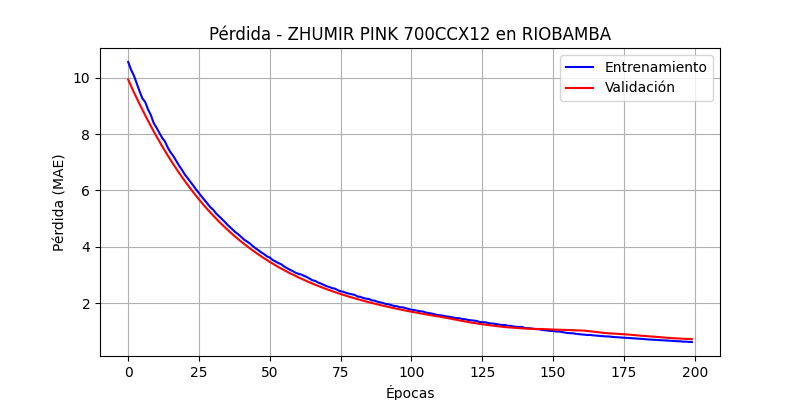 Pérdida - ZHUMIR PINK 700CCX12 en RIOBAMBA
Entrenamiento
Validación
Pérdida (MAE)
10
8
6
4
2
0 25 50 75 100 125 150 175 200
Épocas